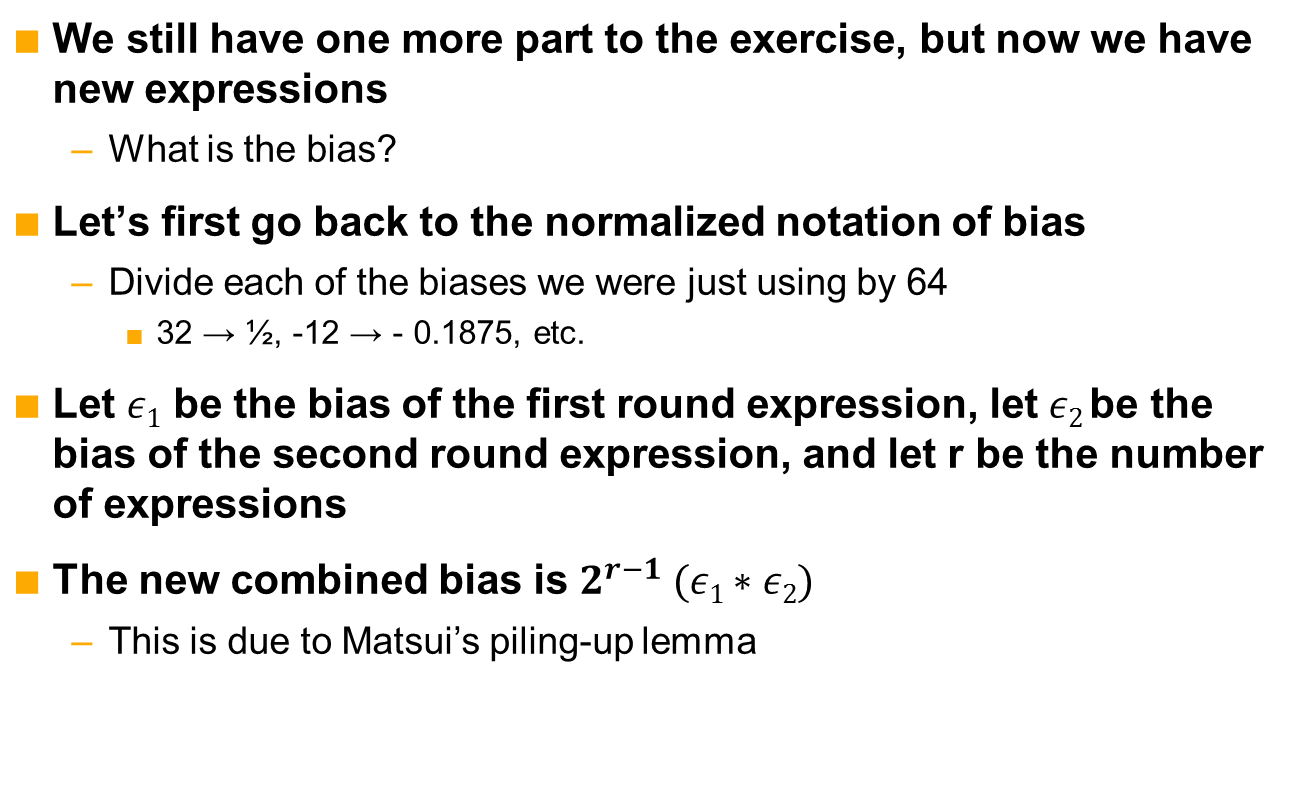 ■ We still have one more part to the exercise, but now we have
new expressions
– What is the bias?
■ Let’s first go back to the normalized notation of bias
– Divide each of the biases we were just using by 64
■ 32 → ½, -12 → - 0.1875, etc.
■ Let ϵ₁ be the bias of the first round expression, let ϵ₂ be the
bias of the second round expression, and let r be the number
of expressions
■ The new combined bias is 2^{r−1} (ϵ₁ ∗ ϵ₂)
– This is due to Matsui’s piling-up lemma